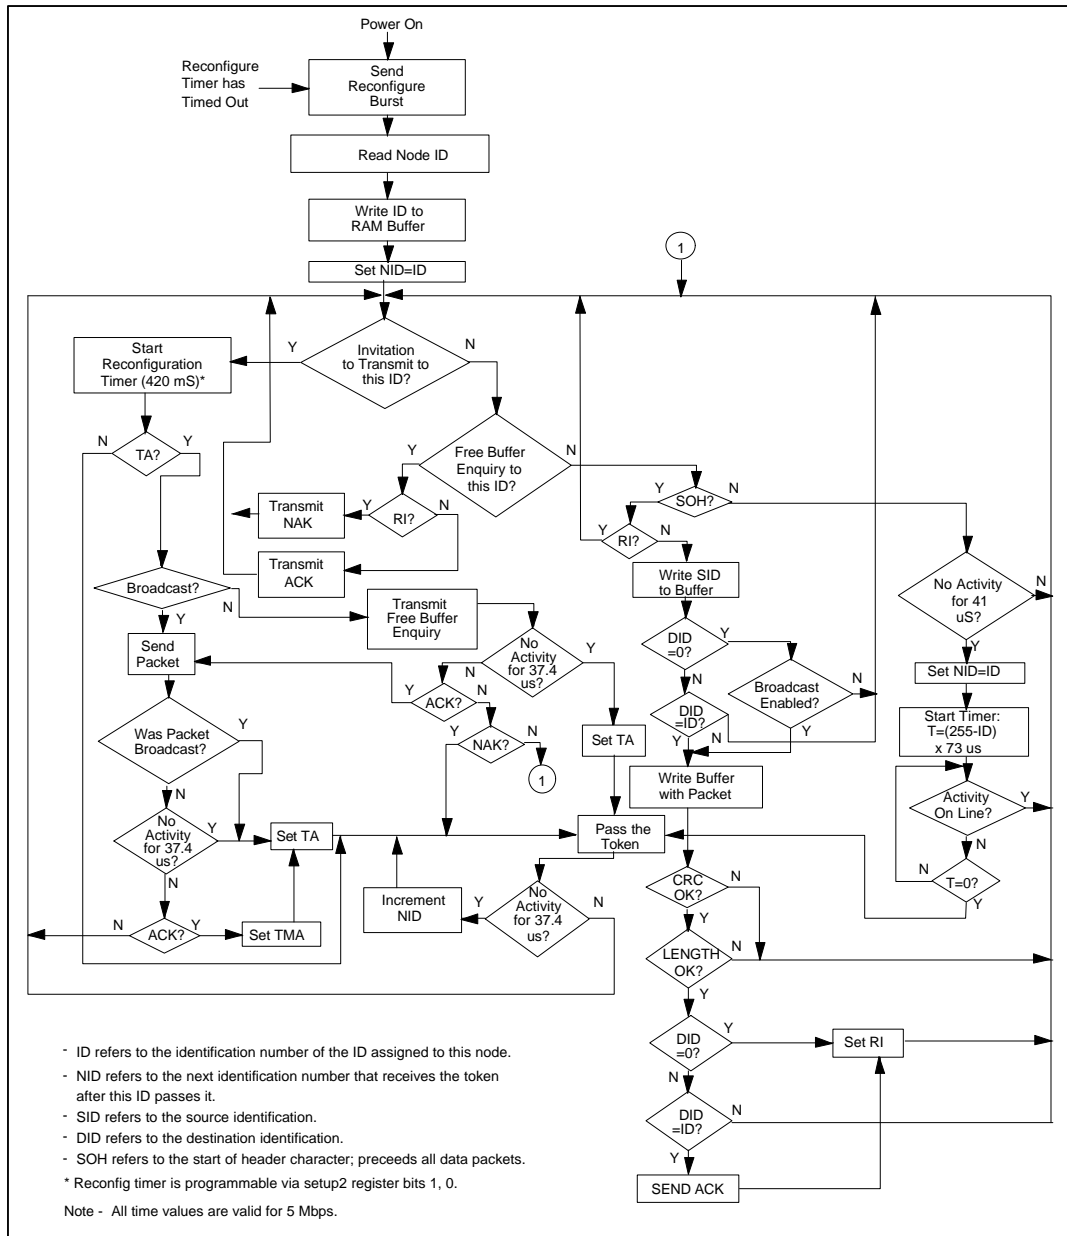 Power On
Reconfigure
Timer has
Timed Out
Send
Reconfigure
Burst
Read Node ID
Write ID to
RAM Buffer
1
Set NID=ID
Start
Reconfiguration
Timer (420 mS)*
Y
Invitation
to Transmit to
this ID?
N
N
TA?
Y
Y
Free Buffer
Enquiry to
this ID?
N
Transmit
NAK
Y
RI?
N
Y
SOH?
N
Y
RI?
N
Transmit
ACK
Write SID
to Buffer
No Activity
for 41
uS?
N
Y
Broadcast?
N
Y
Transmit
Free Buffer
Enquiry
No
Activity
for 37.4
us?
Y
N
DID
=0?
Y
N
Send
Packet
Set NID=ID
Y
ACK?
N
DID
=ID?
N
Y
Broadcast
Enabled?
N
Y
Start Timer:
T=(255-ID)
x 73 us
Was Packet
Broadcast?
Y
N
Y
NAK?
N
1
Set TA
Write Buffer
with Packet
Activity
On Line?
Y
N
No
Activity
for 37.4
us?
Y
N
Set TA
Pass the
Token
N
T=0?
Y
Increment
NID
Y
No
Activity
for 37.4
us?
N
CRC
OK?
N
Y
N
ACK?
Y
Set TMA
LENGTH
OK?
N
Y
DID
=0?
Y
N
Set RI
DID
=ID?
N
Y
SEND ACK
- ID refers to the identification number of the ID assigned to this node.
- NID refers to the next identification number that receives the token
after this ID passes it.
- SID refers to the source identification.
- DID refers to the destination identification.
- SOH refers to the start of header character; preceeds all data packets.
* Reconfig timer is programmable via setup2 register bits 1, 0.
Note - All time values are valid for 5 Mbps.